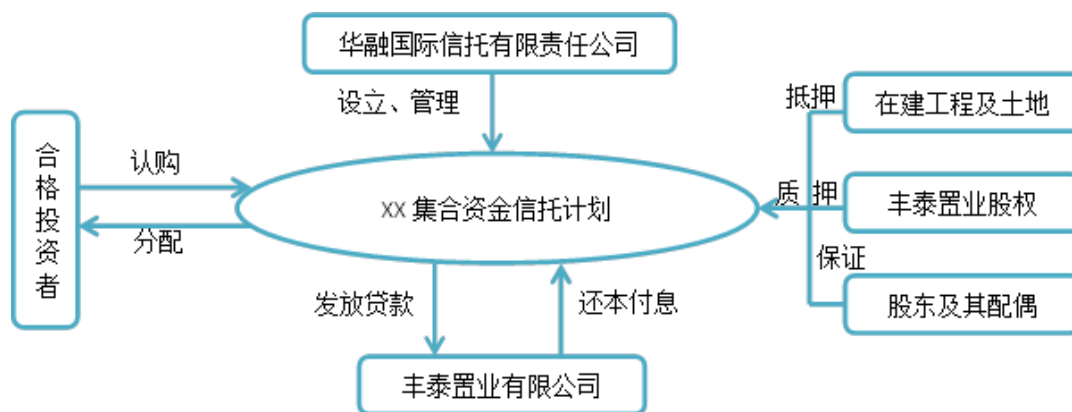 华融国际信托有限责任公司
设立、管理
合格投资者
认购
分配
xx 集合资金信托计划
抵押
在建工程及土地
质 押
丰泰置业股权
保证
股东及其配偶
发放贷款
还本付息
丰泰置业有限公司